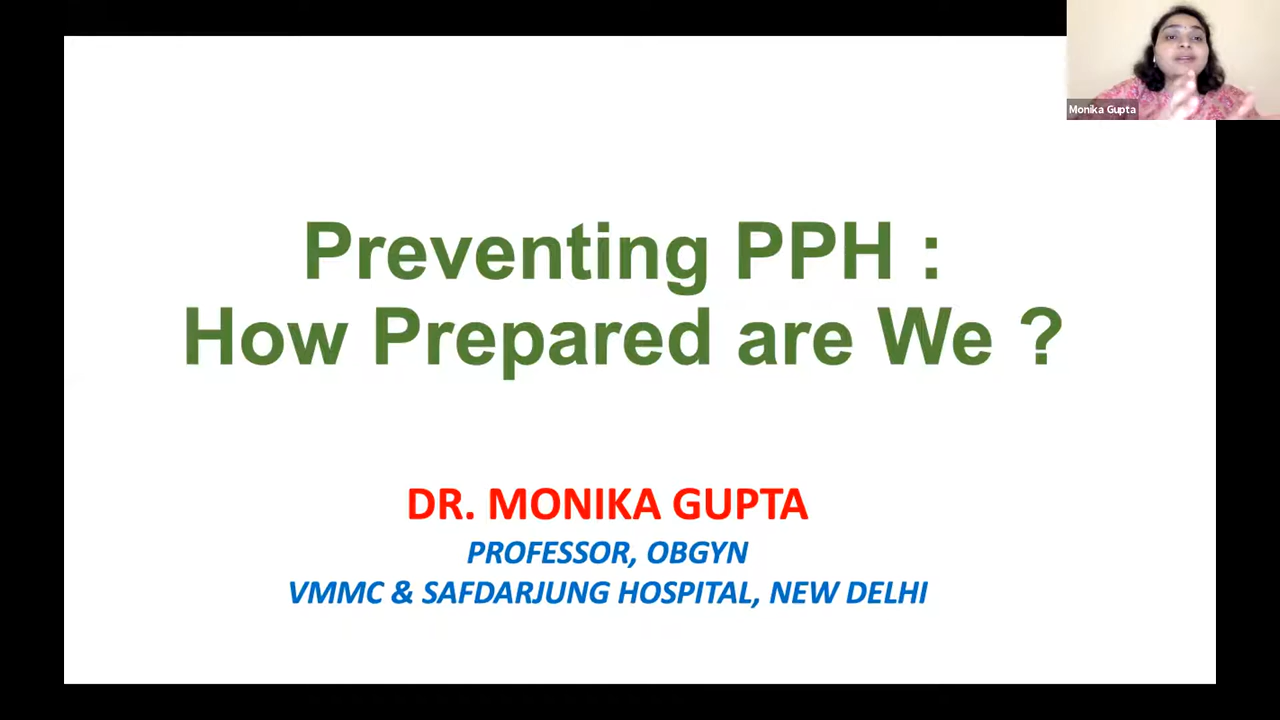 Monika Gupta
Preventing PPH :
How Prepared are We ?
DR. MONIKA GUPTA
PROFESSOR, OBGYN
VMMC & SAFDARJUNG HOSPITAL, NEW DELHI